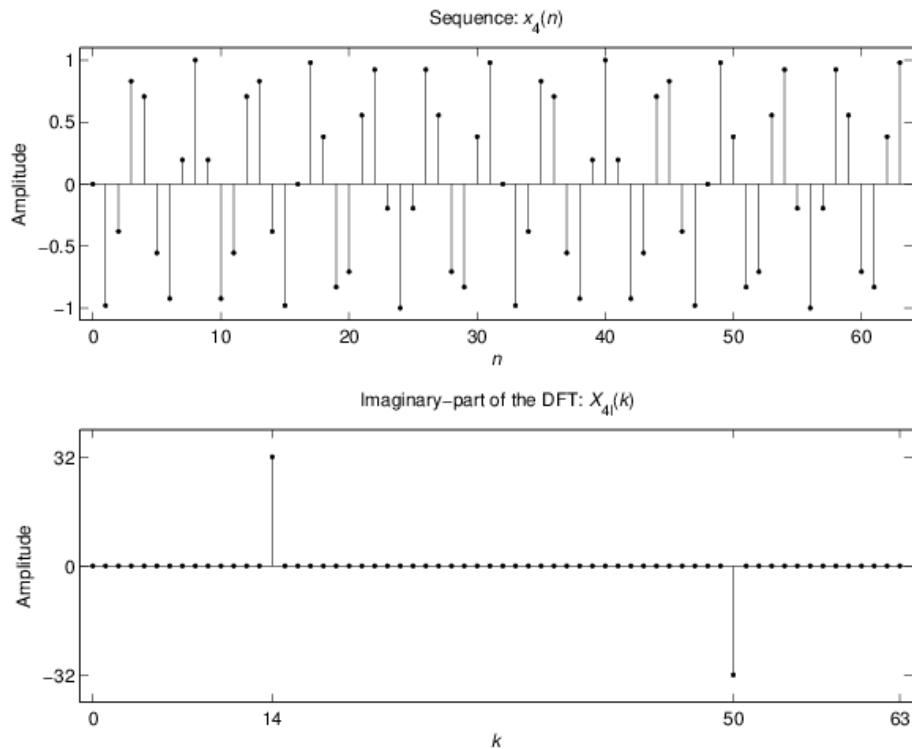 Sequence: x4(n)
1
0.5
0
−0.5
−1
Amplitude
0 10 20 30 40 50 60
n
Imaginary−part of the DFT: X4I(k)
32
0
−32
Amplitude
0 14 50 63
k